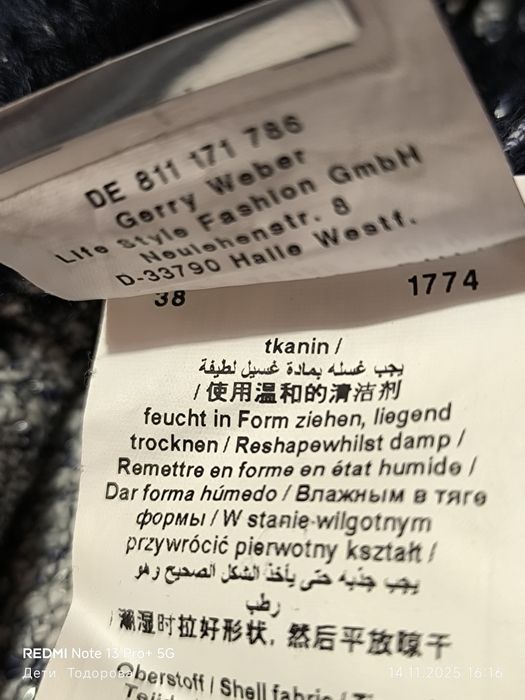 DE 811 171 786
Gerry Weber
Life Style Fashion GmbH
Neulehenstr. 8
D-33790 Halle Westf.
38 1774
tkanin /
يجب غسله بمادة غسيل لطيفة
/ 使用温和的清洁剂
feucht in Form ziehen, liegend
trocknen / Reshapewhilst damp /
Remettre en forme en état humide /
Dar forma húmedo / Влажным в тяге
формы / W stanie wilgotnym
przywrócić pierwotny kształt /
يجب جذبه حتى يأخذ الشكل الصحيح وهو
رطب
/ 潮湿时拉好形状, 然后平放晾干
Oberstoff / Shell fabric /
REDMI Note 13 Pro+ 5G
Дети Тодорова
14.11.2025 16:16